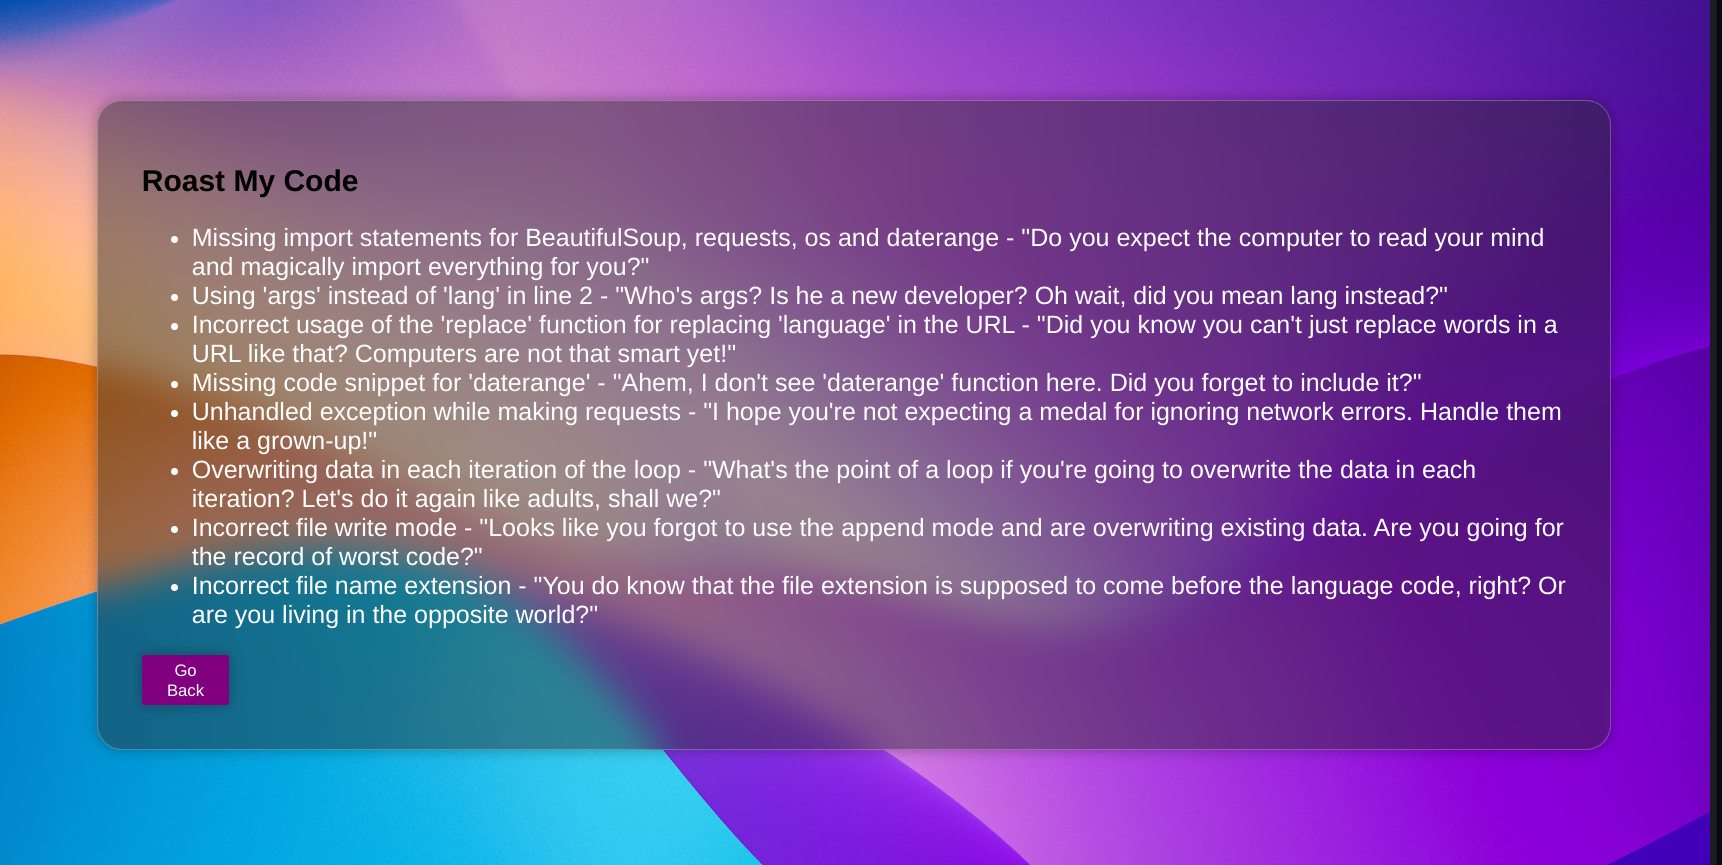 Roast My Code
• Missing import statements for BeautifulSoup, requests, os and daterange - "Do you expect the computer to read your mind
and magically import everything for you?"
• Using 'args' instead of 'lang' in line 2 - "Who's args? Is he a new developer? Oh wait, did you mean lang instead?"
• Incorrect usage of the 'replace' function for replacing 'language' in the URL - "Did you know you can't just replace words in a
URL like that? Computers are not that smart yet!"
• Missing code snippet for 'daterange' - "Ahem, I don't see 'daterange' function here. Did you forget to include it?"
• Unhandled exception while making requests - "I hope you're not expecting a medal for ignoring network errors. Handle them
like a grown-up!"
• Overwriting data in each iteration of the loop - "What's the point of a loop if you're going to overwrite the data in each
iteration? Let's do it again like adults, shall we?"
• Incorrect file write mode - "Looks like you forgot to use the append mode and are overwriting existing data. Are you going for
the record of worst code?"
• Incorrect file name extension - "You do know that the file extension is supposed to come before the language code, right? Or
are you living in the opposite world?"
Go
Back